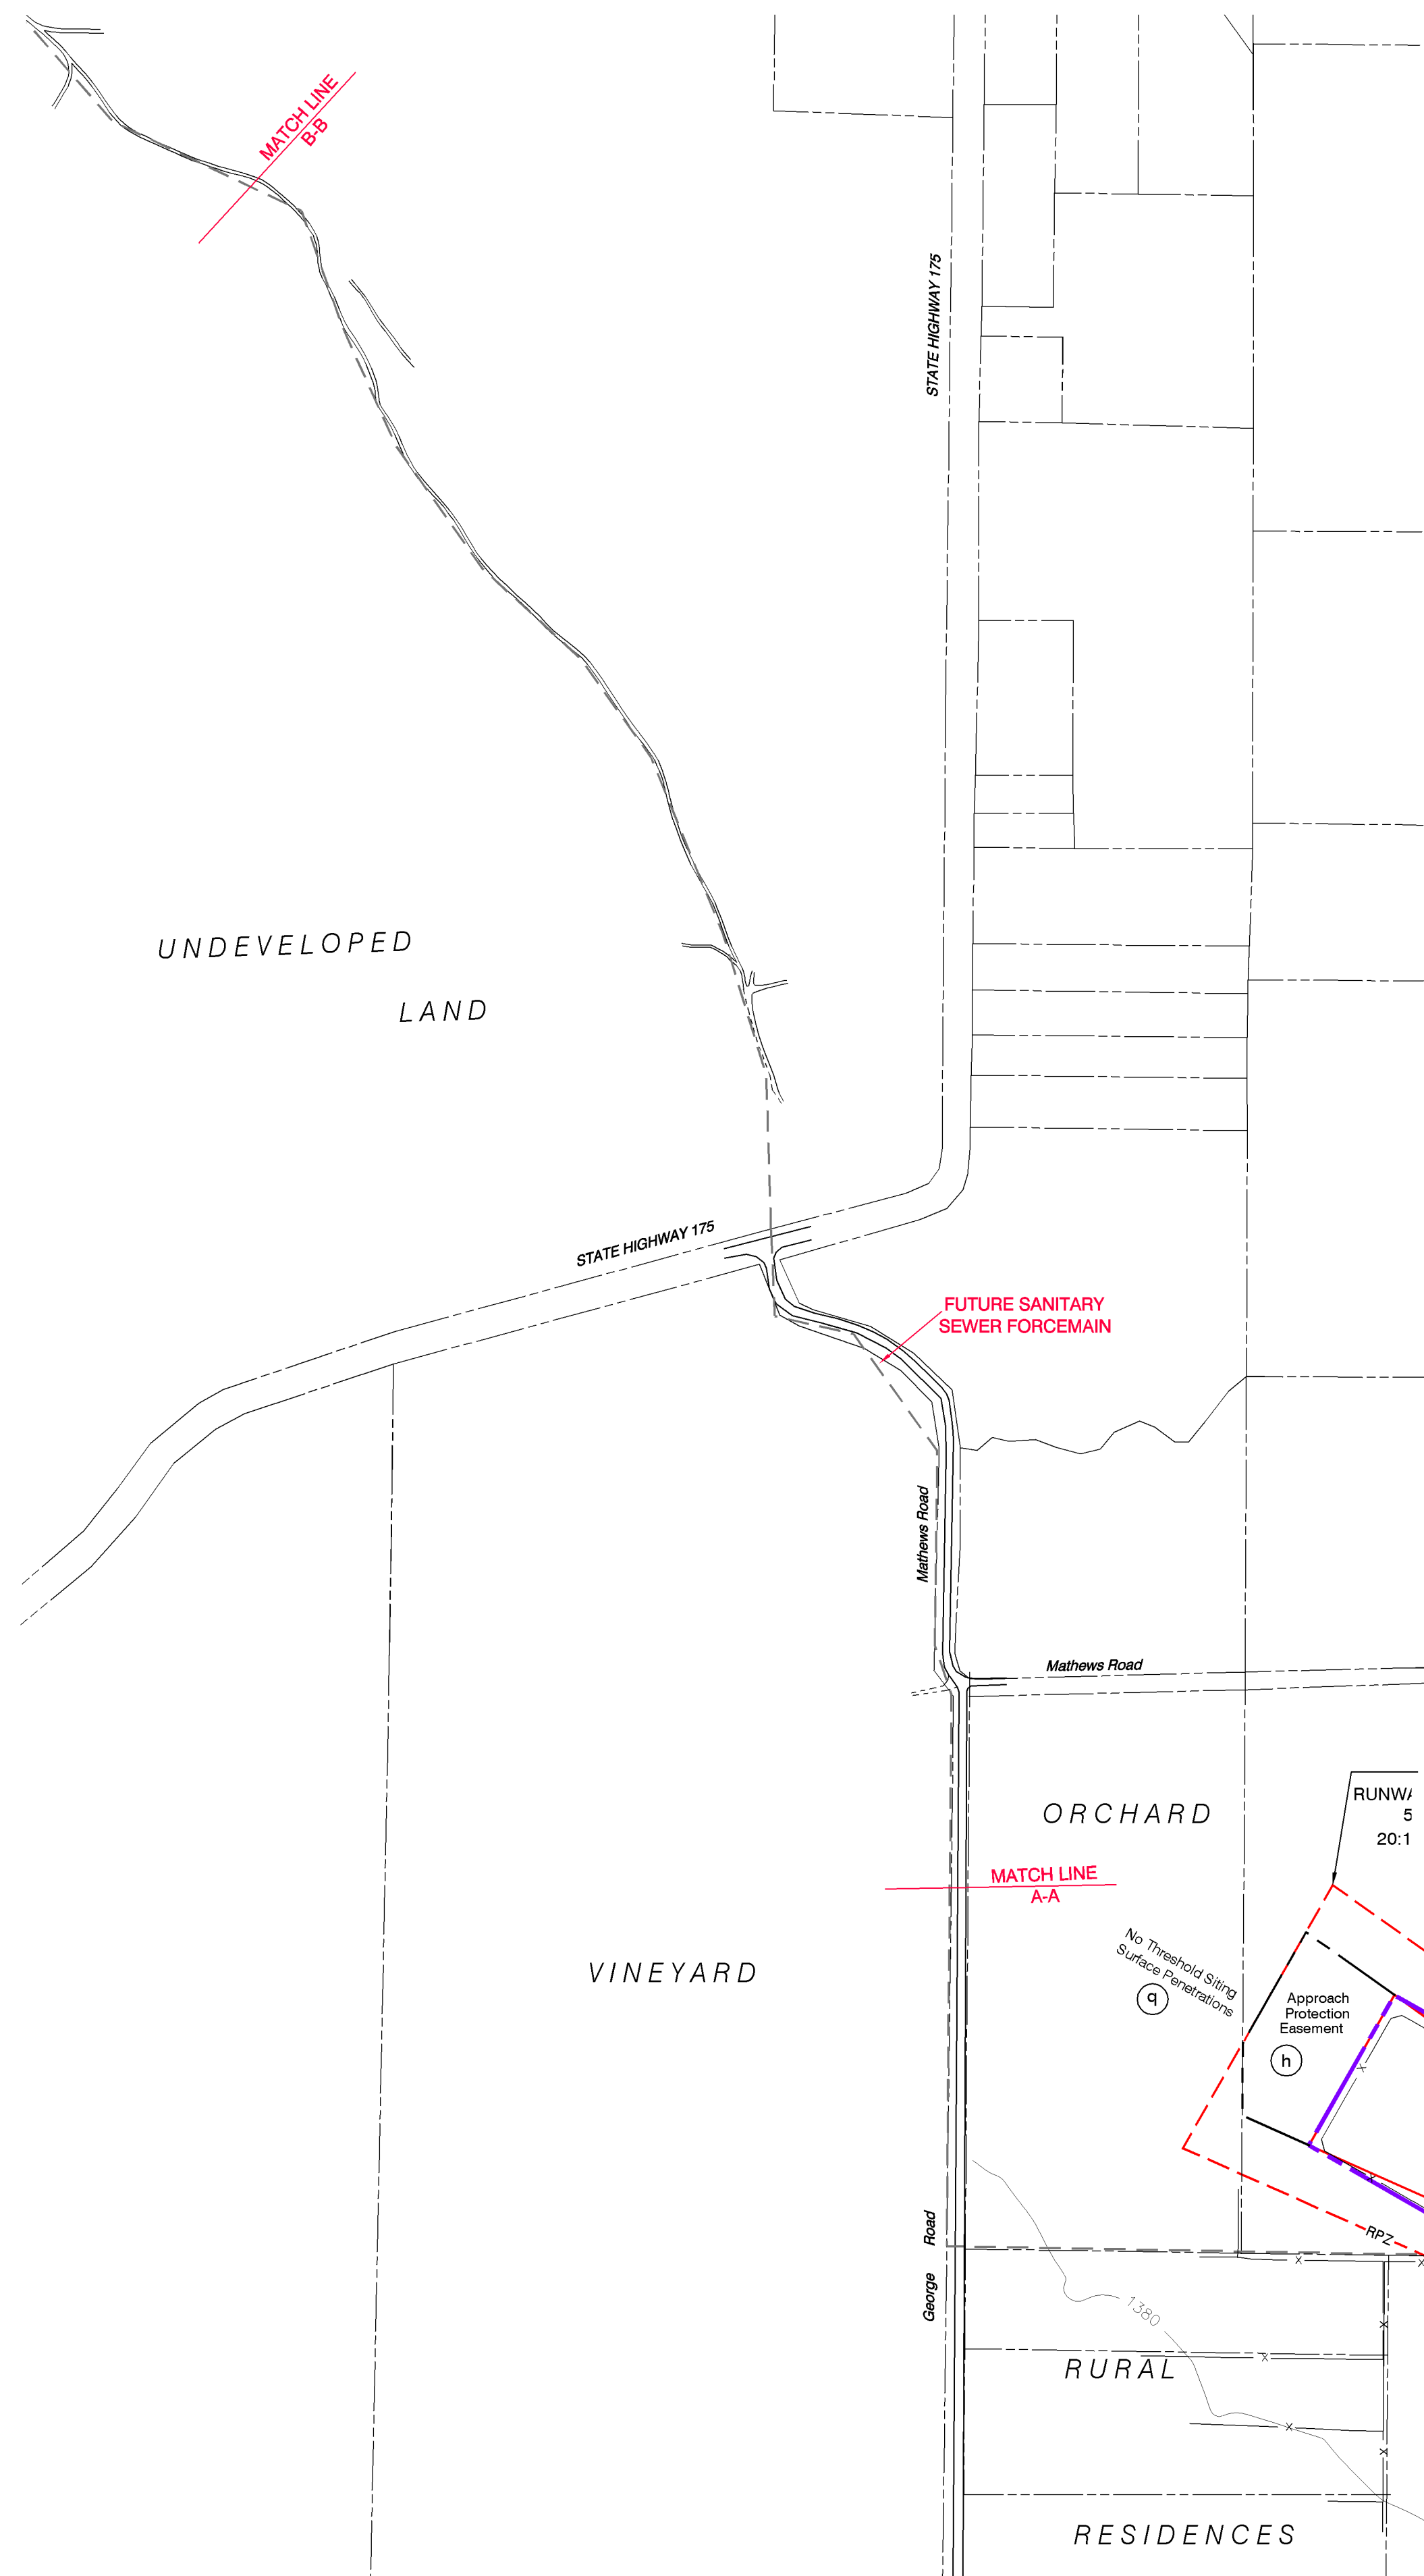 MATCH LINE
B-B
STATE HIGHWAY 175
UNDEVELOPED
LAND
STATE HIGHWAY 175
FUTURE SANITARY
SEWER FORCEMAIN
Mathews Road
Mathews Road
RUNWA
5
20:1
ORCHARD
MATCH LINE
A-A
No Threshold Siting
Surface Penetrations
q
VINEYARD
Approach
Protection
Easement
h
x
x
RPZ
George Road
x
x
1380
x
RURAL
x
x
x
RESIDENCES